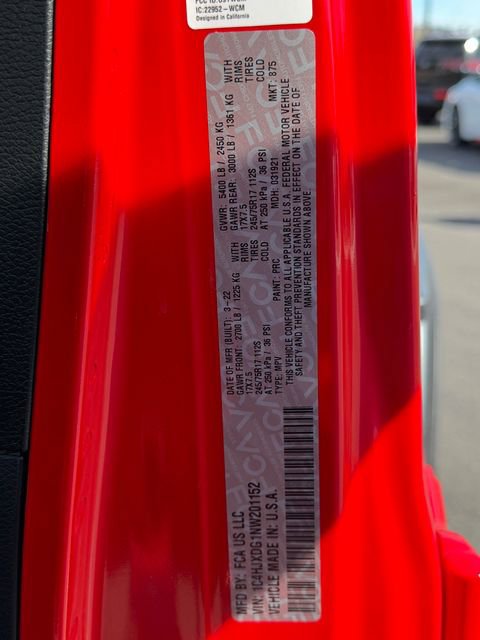 FCC ID: O9TWCM
IC:22952-WCM
Designed in California
MFD BY: FCA US LLC
DATE OF MFR (BUILT): 3-22 GVWR: 5400 LB / 2450 KG
GAWR FRONT: 2700 LB / 1225 KG WITH GAWR REAR: 3000 LB / 1361 KG WITH
17X7.5 RIMS 17X7.5 RIMS
245/75R17 112S TIRES 245/75R17 112S TIRES
AT 250 kPa / 36 PSI COLD AT 250 kPa / 36 PSI COLD
VIN: 1C4HJXDG1NW201152
TYPE: MPV PAINT: PRC MDH: 031921 MKT: 875
VEHICLE MADE IN: U.S.A.
THIS VEHICLE CONFORMS TO ALL APPLICABLE U.S.A. FEDERAL MOTOR VEHICLE
SAFETY AND THEFT PREVENTION STANDARDS IN EFFECT ON THE DATE OF
MANUFACTURE SHOWN ABOVE.